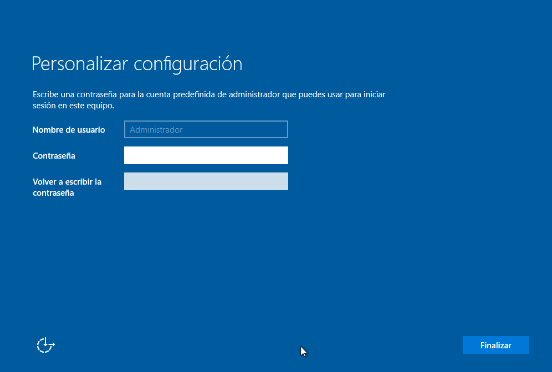 Personalizar configuración
Escribe una contraseña para la cuenta predefinida de administrador que puedes usar para iniciar
sesión en este equipo.
Nombre de usuario
Administrador
Contraseña
Volver a escribir la
contraseña
Finalizar